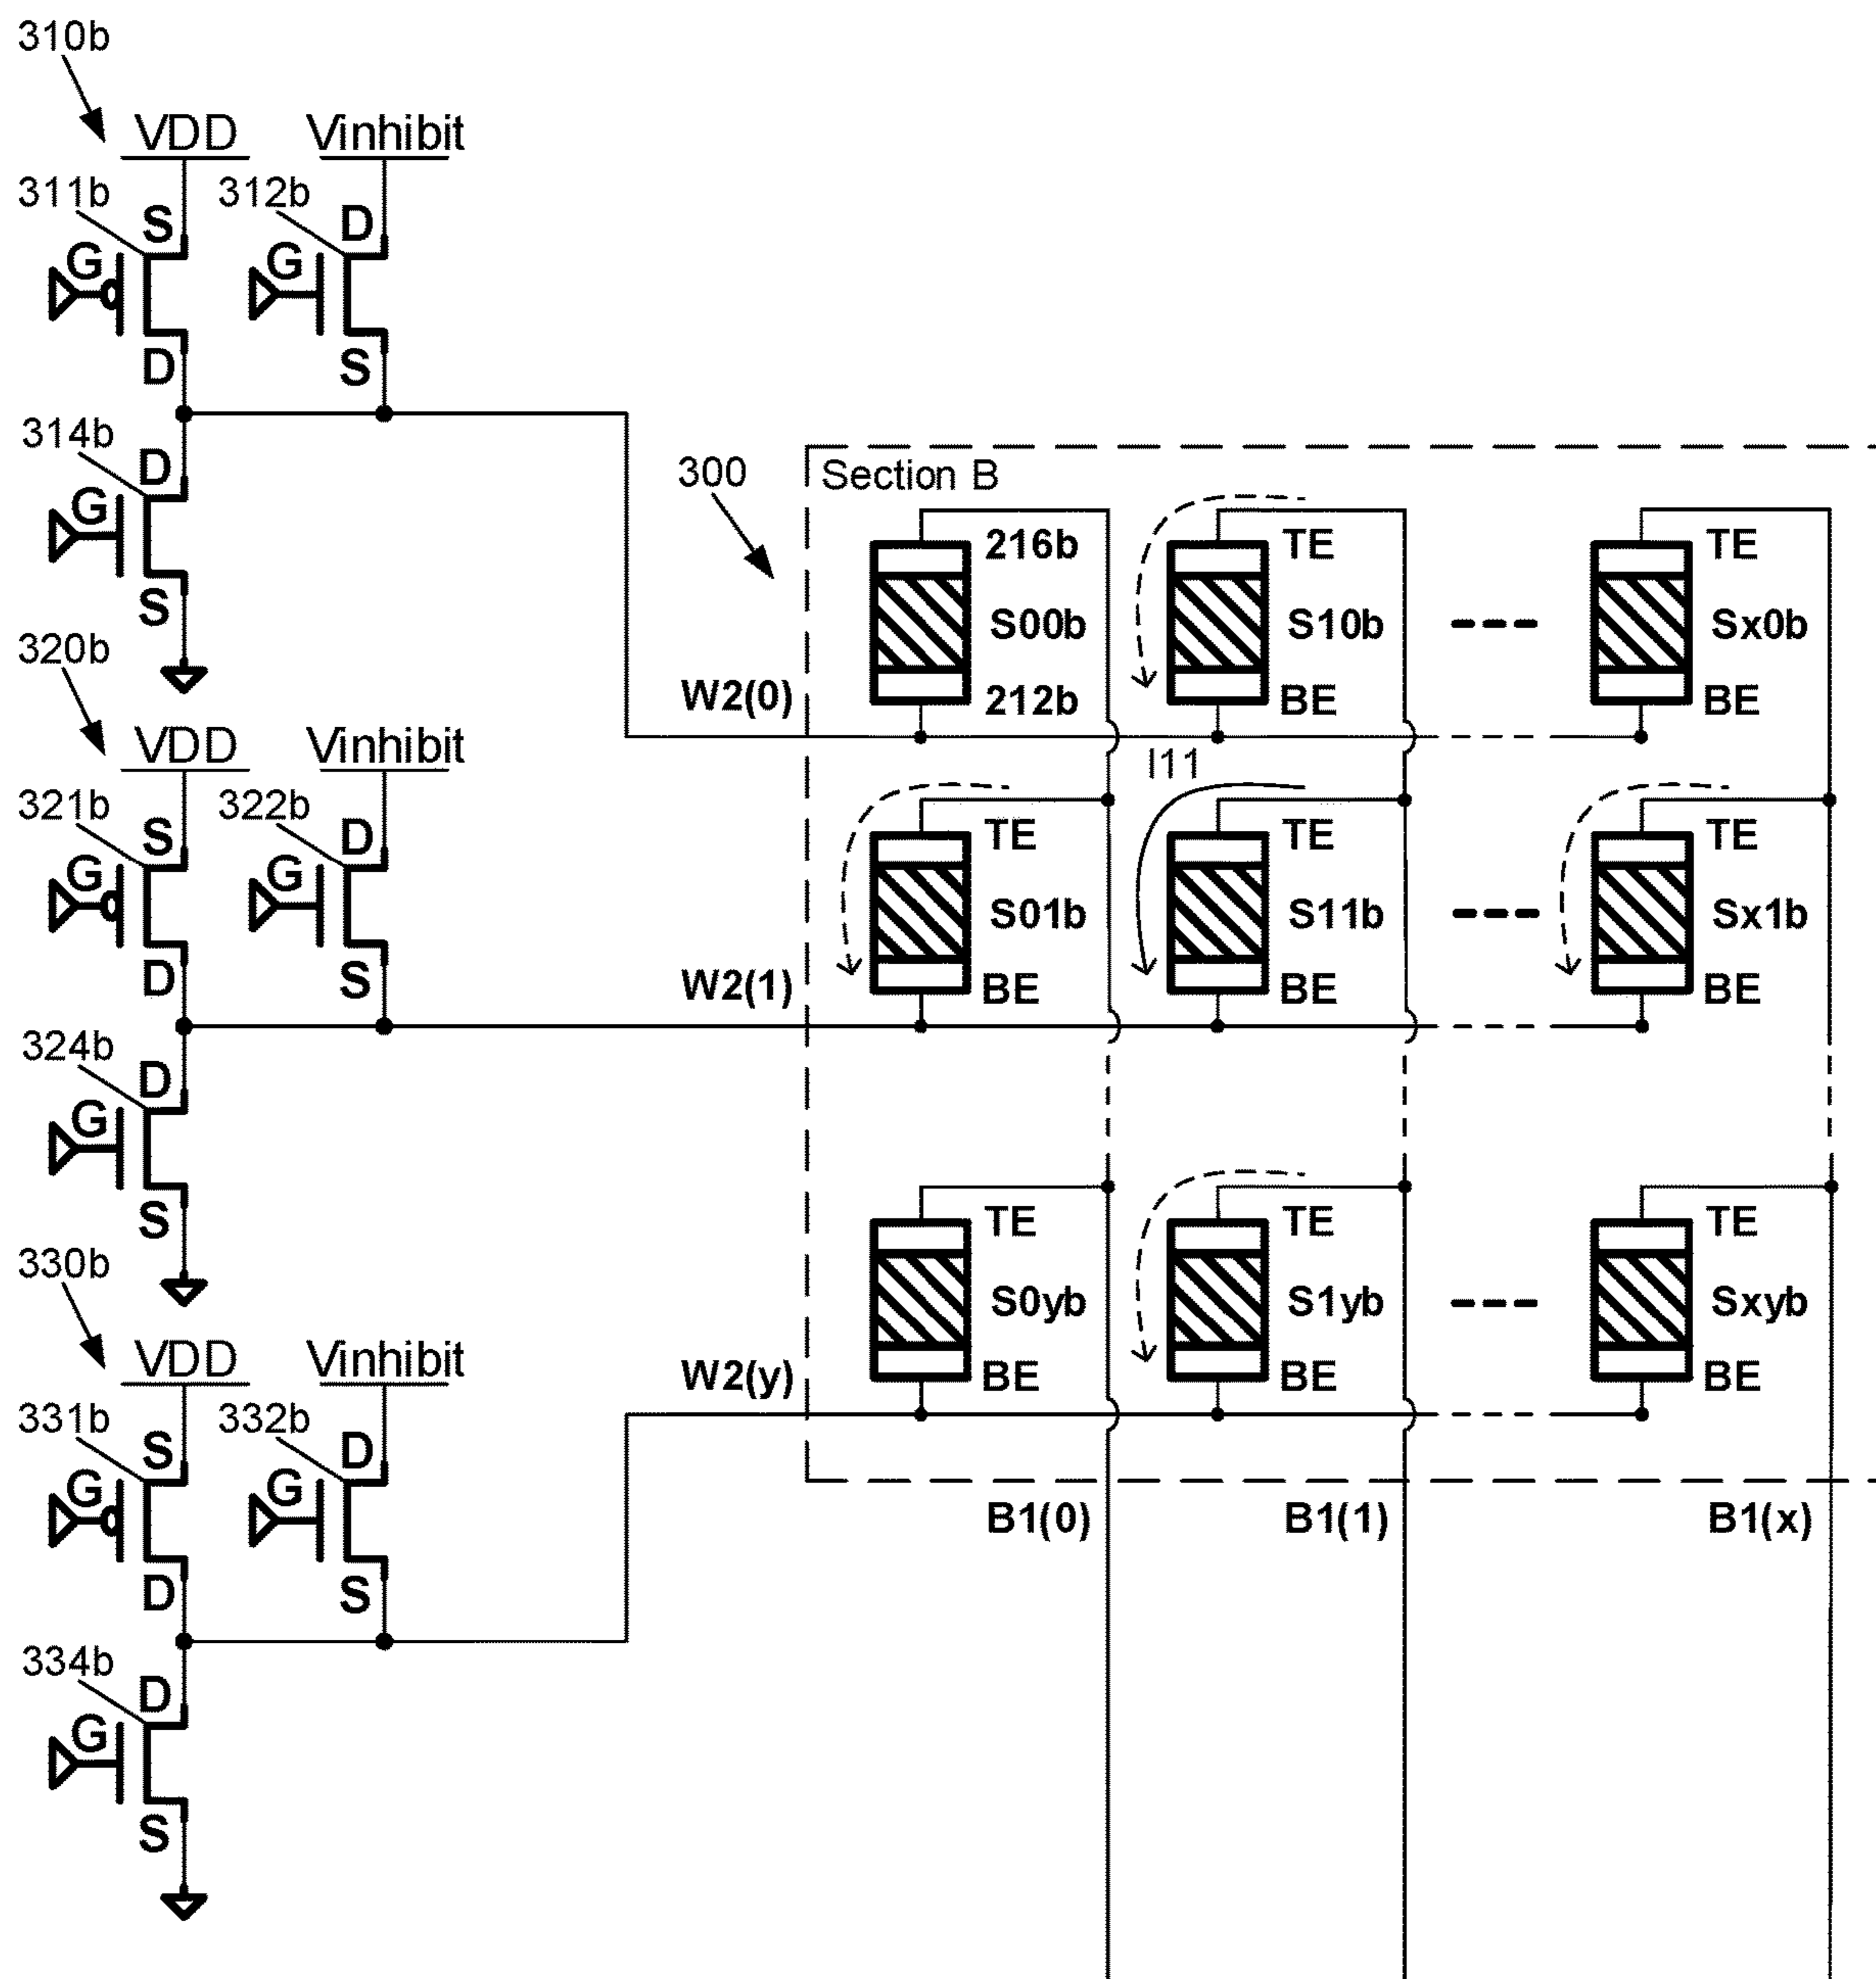 310b
VDD Vinhibit
311b S 312b D
G G
D S
314b D
G
S
300 Section B
216b TE TE
S00b S10b Sx0b
W2(0) 212b BE BE
320b
VDD Vinhibit
I11
321b S 322b D
G G
D S
TE TE TE
S01b S11b Sx1b
W2(1) BE BE BE
324b D
G
S
330b
VDD Vinhibit
TE TE TE
S0yb S1yb Sxyb
W2(y) BE BE BE
331b S 332b D
G G
D S
B1(0) B1(1) B1(x)
334b D
G
S